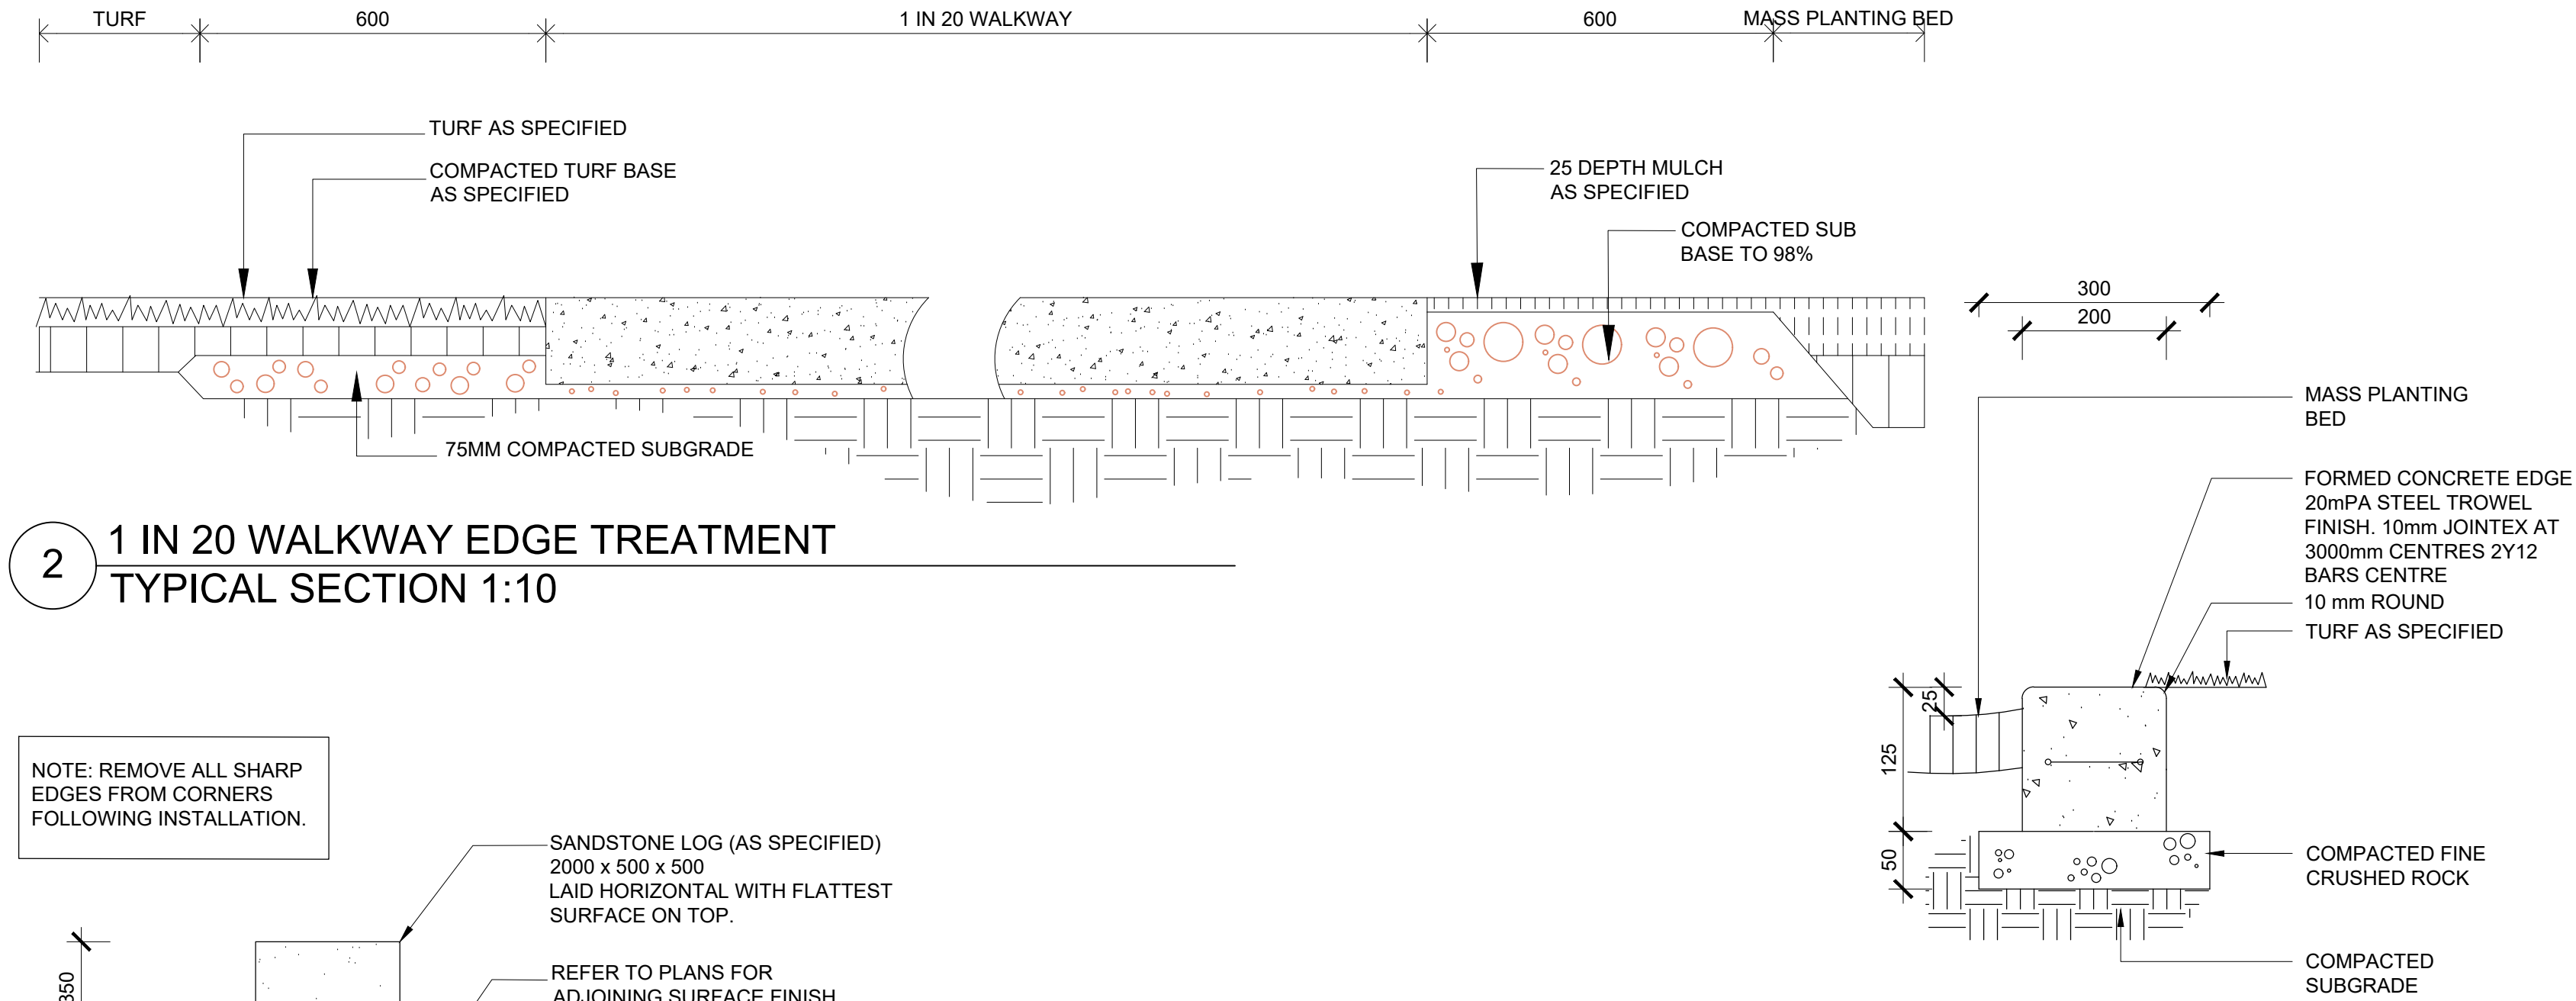 TURF
600
1 IN 20 WALKWAY
600
MASS PLANTING BED
TURF AS SPECIFIED
COMPACTED TURF BASE
AS SPECIFIED
25 DEPTH MULCH
AS SPECIFIED
COMPACTED SUB
BASE TO 98%
75MM COMPACTED SUBGRADE
2
1 IN 20 WALKWAY EDGE TREATMENT
TYPICAL SECTION 1:10
300
200
MASS PLANTING
BED
FORMED CONCRETE EDGE
20mPA STEEL TROWEL
FINISH. 10mm JOINTEX AT
3000mm CENTRES 2Y12
BARS CENTRE
10 mm ROUND
TURF AS SPECIFIED
25
125
50
COMPACTED FINE
CRUSHED ROCK
COMPACTED
SUBGRADE
NOTE: REMOVE ALL SHARP
EDGES FROM CORNERS
FOLLOWING INSTALLATION.
SANDSTONE LOG (AS SPECIFIED)
2000 x 500 x 500
LAID HORIZONTAL WITH FLATTEST
SURFACE ON TOP.
350
REFER TO PLANS FOR
ADJOINING SURFACE FINISH